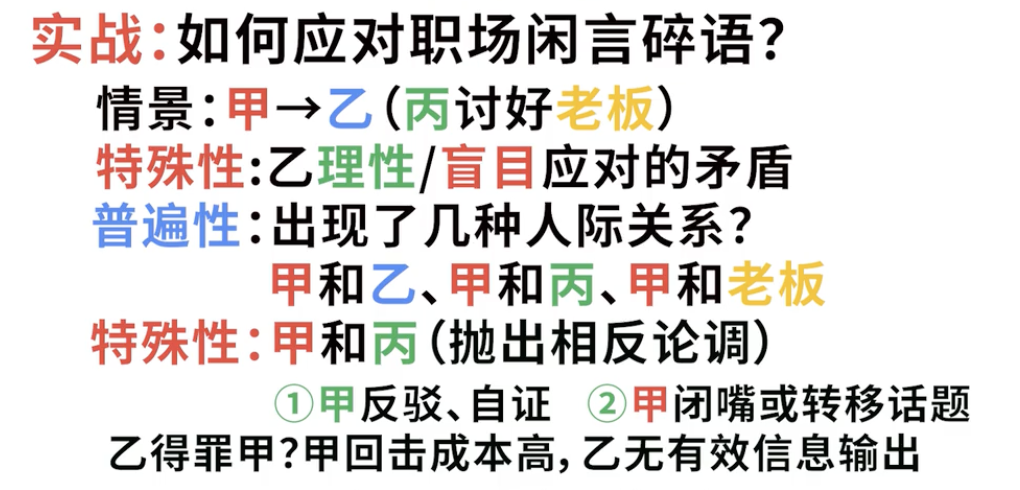 实战:如何应对职场闲言碎语?
情景:甲→乙(丙讨好老板)
特殊性:乙理性/盲目应对的矛盾
普遍性:出现了几种人际关系?
甲和乙、甲和丙、甲和老板
特殊性:甲和丙(抛出相反论调)
①甲反驳、自证 ②甲闭嘴或转移话题
乙得罪甲?甲回击成本高,乙无有效信息输出